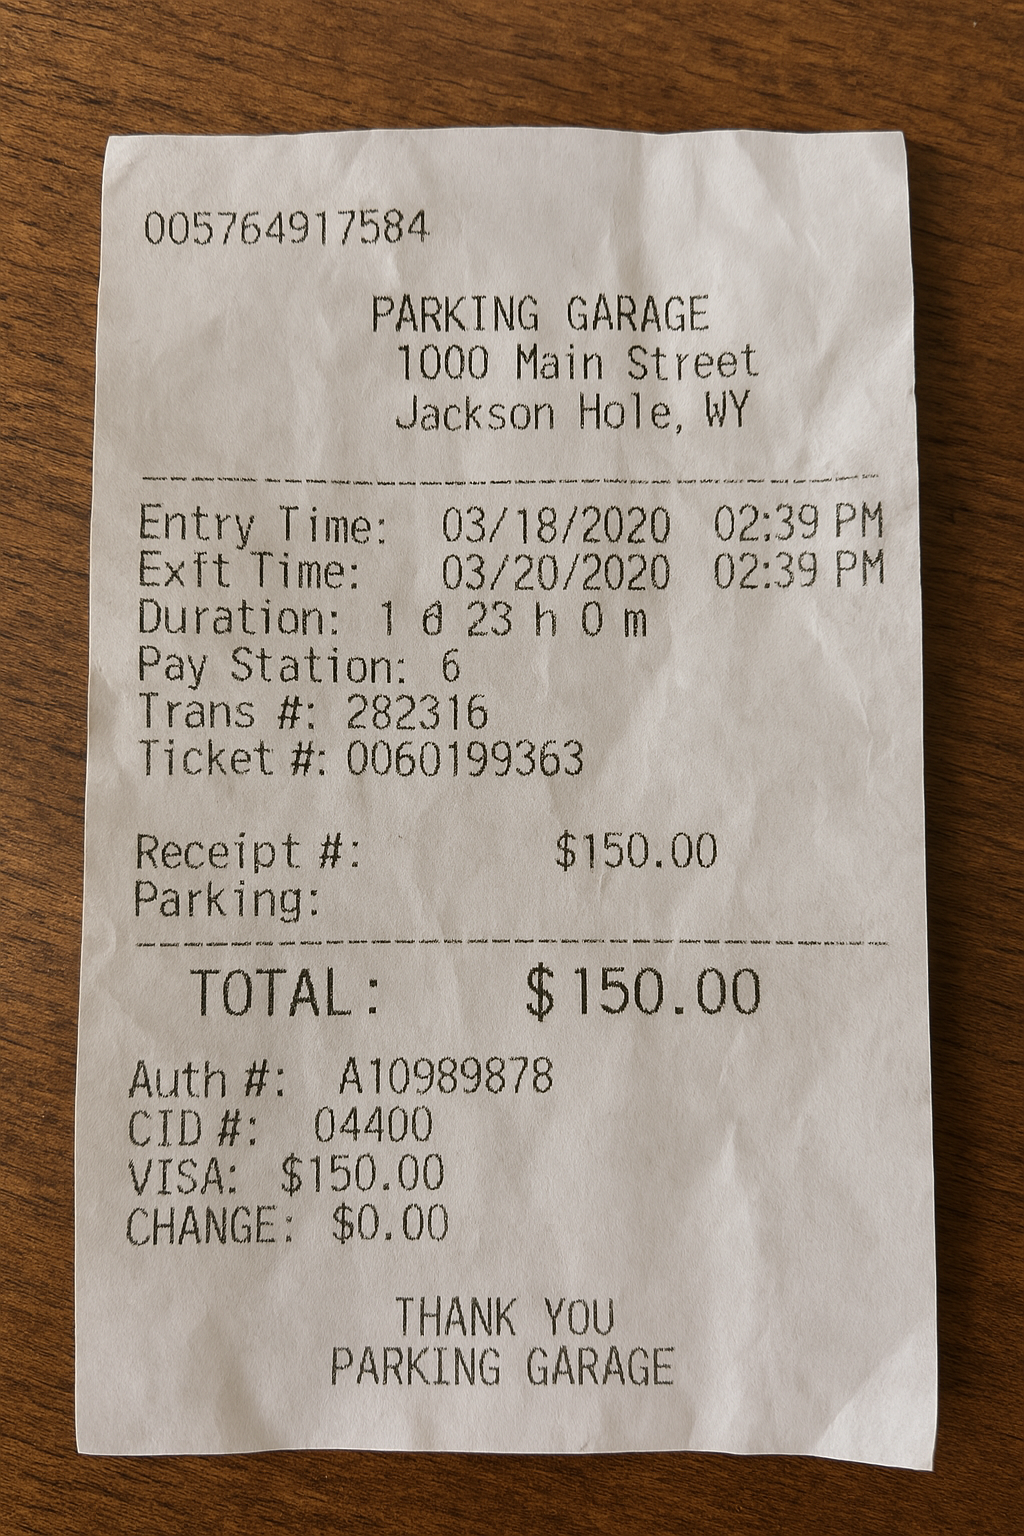 005764917584
PARKING GARAGE
1000 Main Street
Jackson Hole, WY
Entry Time: 03/18/2020 02:39 PM
Exft Time: 03/20/2020 02:39 PM
Duration: 1 d 23 h 0 m
Pay Station: 6
Trans #: 282316
Ticket #: 0060199363
Receipt #: $150.00
Parking:
TOTAL: $150.00
Auth #: A10989878
CID #: 04400
VISA: $150.00
CHANGE: $0.00
THANK YOU
PARKING GARAGE